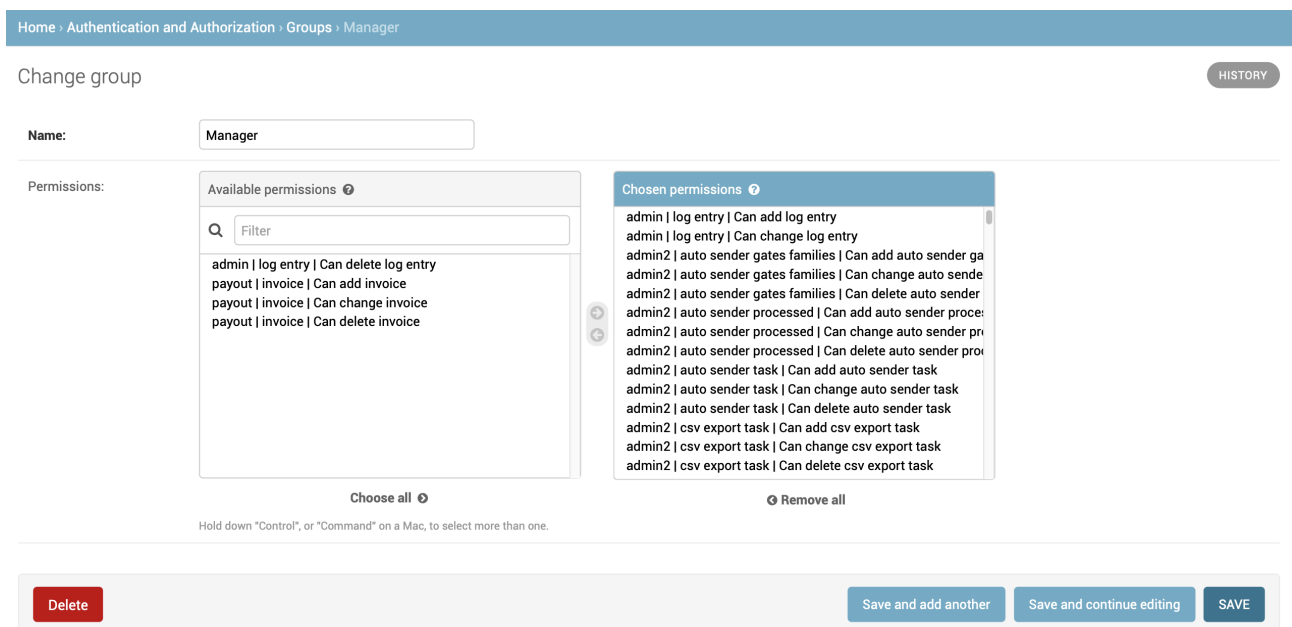 Home › Authentication and Authorization › Groups › Manager
Change group
HISTORY
Name:
Manager
Permissions:
Available permissions
Filter
admin | log entry | Can delete log entry
payout | invoice | Can add invoice
payout | invoice | Can change invoice
payout | invoice | Can delete invoice
Choose all
Hold down "Control", or "Command" on a Mac, to select more than one.
Chosen permissions
admin | log entry | Can add log entry
admin | log entry | Can change log entry
admin2 | auto sender gates families | Can add auto sender ga
admin2 | auto sender gates families | Can change auto sende
admin2 | auto sender gates families | Can delete auto sender
admin2 | auto sender processed | Can add auto sender proces
admin2 | auto sender processed | Can change auto sender pro
admin2 | auto sender processed | Can delete auto sender pro
admin2 | auto sender task | Can add auto sender task
admin2 | auto sender task | Can change auto sender task
admin2 | auto sender task | Can delete auto sender task
admin2 | csv export task | Can add csv export task
admin2 | csv export task | Can change csv export task
admin2 | csv export task | Can delete csv export task
Remove all
Delete
Save and add another
Save and continue editing
SAVE